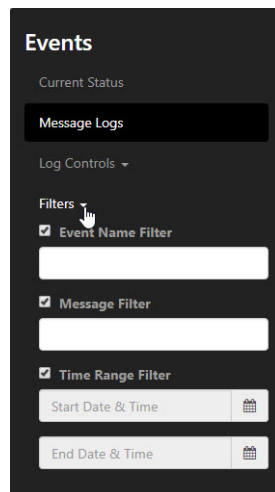 Events
Current Status
Message Logs
Log Controls
Filters
Event Name Filter
Message Filter
Time Range Filter
Start Date & Time
End Date & Time